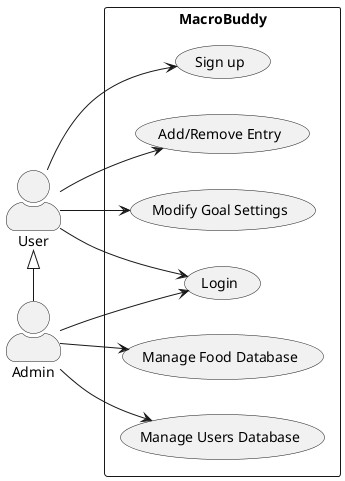 MacroBuddy
Sign up
Add/Remove Entry
Modify Goal Settings
User
Login
Admin
Manage Food Database
Manage Users Database